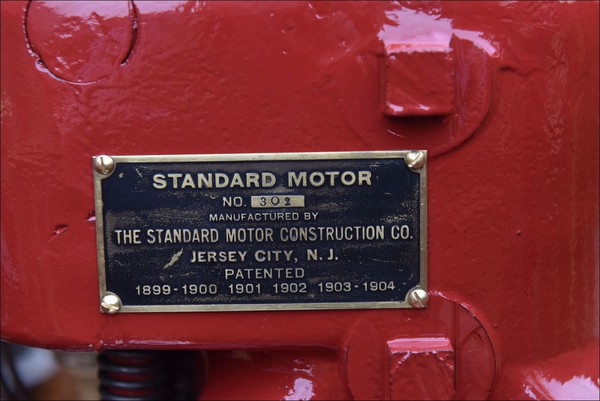 STANDARD MOTOR
NO. 302
MANUFACTURED BY
THE STANDARD MOTOR CONSTRUCTION CO.
JERSEY CITY, N. J.
PATENTED
1899-1900 1901 1902 1903-1904